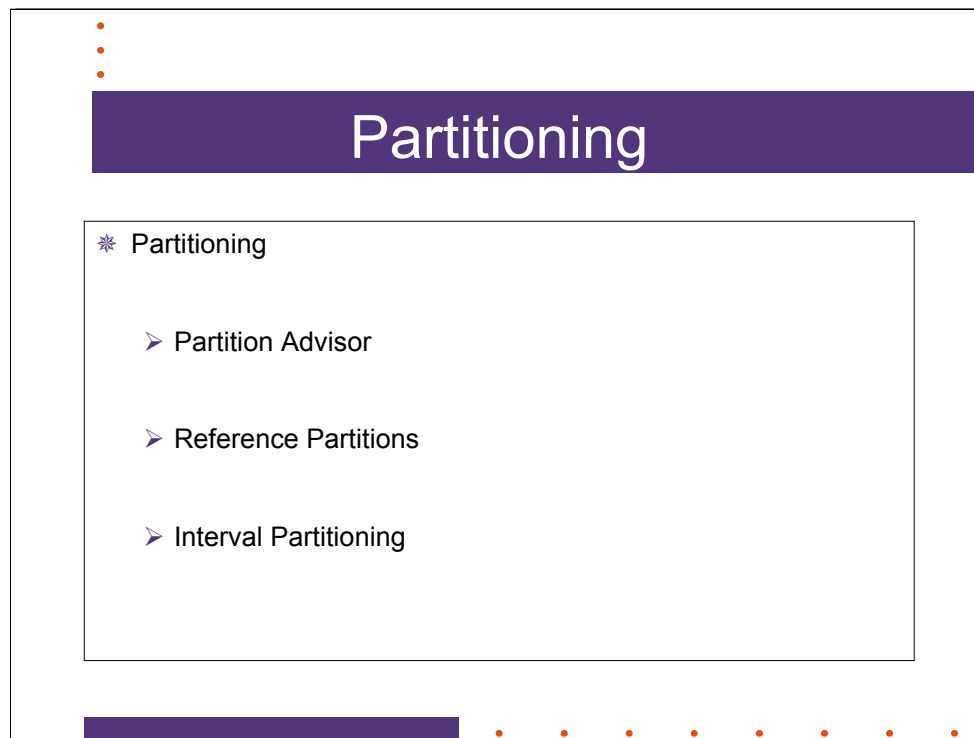 Partitioning
Partitioning
Partition Advisor
Reference Partitions
Interval Partitioning